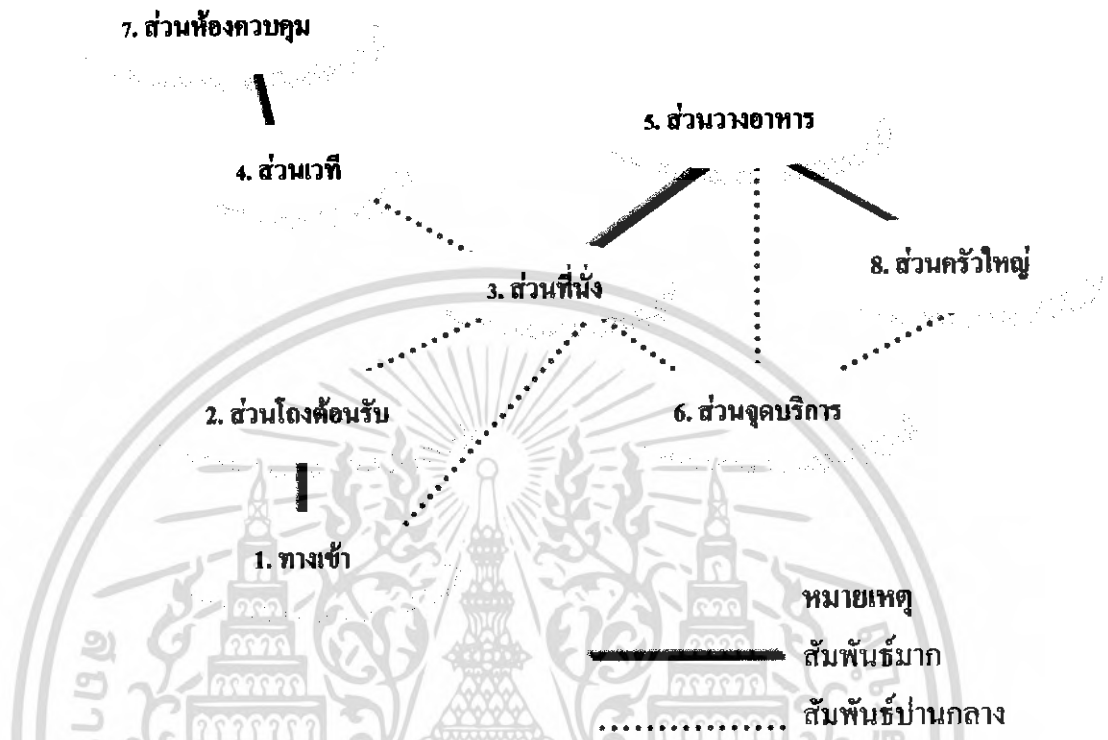 7. ส่วนห้องควบคุม
5. ส่วนวางอาหาร
4. ส่วนเวที
8. ส่วนครัวใหญ่
3. ส่วนที่นั่ง
2. ส่วนโถงต้อนรับ
6. ส่วนจุดบริการ
1. ทางเข้า
หมายเหตุ
สัมพันธ์มาก
สัมพันธ์ปานกลาง